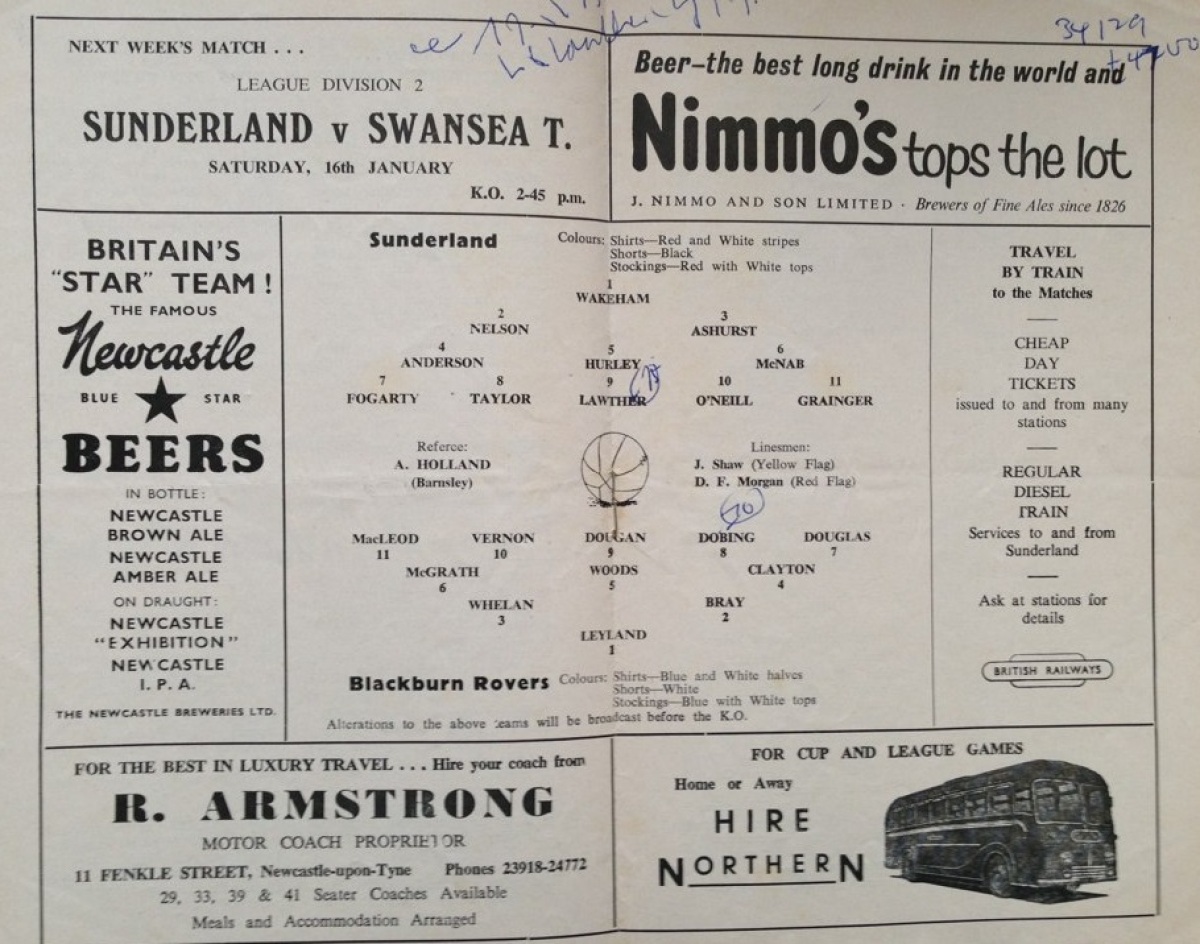 34129
NEXT WEEK'S MATCH . . .
LEAGUE DIVISION 2
SUNDERLAND v SWANSEA T.
SATURDAY, 16th JANUARY
K.O. 2-45 p.m.
Beer–the best long drink in the world and
Nimmo's tops the lot
J. NIMMO AND SON LIMITED · Brewers of Fine Ales since 1826
BRITAIN'S
"STAR" TEAM !
THE FAMOUS
Newcastle
BLUE STAR
BEERS
IN BOTTLE:
NEWCASTLE
BROWN ALE
NEWCASTLE
AMBER ALE
ON DRAUGHT:
NEWCASTLE
"EXHIBITION"
NEWCASTLE
I. P. A.
THE NEWCASTLE BREWERIES LTD.
Sunderland
Colours: Shirts—Red and White stripes
Shorts—Black
Stockings—Red with White tops
1
WAKEHAM
2 3
NELSON ASHURST
4 5 6
ANDERSON HURLEY McNAB
7 8 9 10 11
FOGARTY TAYLOR LAWTHER O'NEILL GRAINGER
Referee:
A. HOLLAND
(Barnsley)
Linesmen:
J. Shaw (Yellow Flag)
D. F. Morgan (Red Flag)
10
MacLEOD VERNON DOUGAN DOBING DOUGLAS
11 10 9 8 7
McGRATH WOODS CLAYTON
6 5 4
WHELAN BRAY
3 2
LEYLAND
1
Blackburn Rovers
Colours: Shirts—Blue and White halves
Shorts—White
Stockings—Blue with White tops
Alterations to the above teams will be broadcast before the K.O.
TRAVEL
BY TRAIN
to the Matches
CHEAP
DAY
TICKETS
issued to and from many
stations
REGULAR
DIESEL
TRAIN
Services to and from
Sunderland
Ask at stations for
details
BRITISH RAILWAYS
FOR THE BEST IN LUXURY TRAVEL . . . Hire your coach from
R. ARMSTRONG
MOTOR COACH PROPRIETOR
11 FENKLE STREET, Newcastle-upon-Tyne Phones 23918-24772
29, 33, 39 & 41 Seater Coaches Available
Meals and Accommodation Arranged
FOR CUP AND LEAGUE GAMES
Home or Away
HIRE
NORTHERN